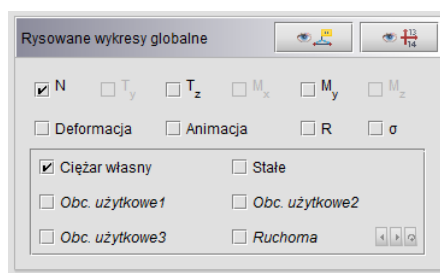 Rysowane wykresy globalne
13
14
N Ty Tz Mx My Mz
Deformacja Animacja R σ
Ciężar własny Stałe
Obc. użytkowe1 Obc. użytkowe2
Obc. użytkowe3 Ruchoma